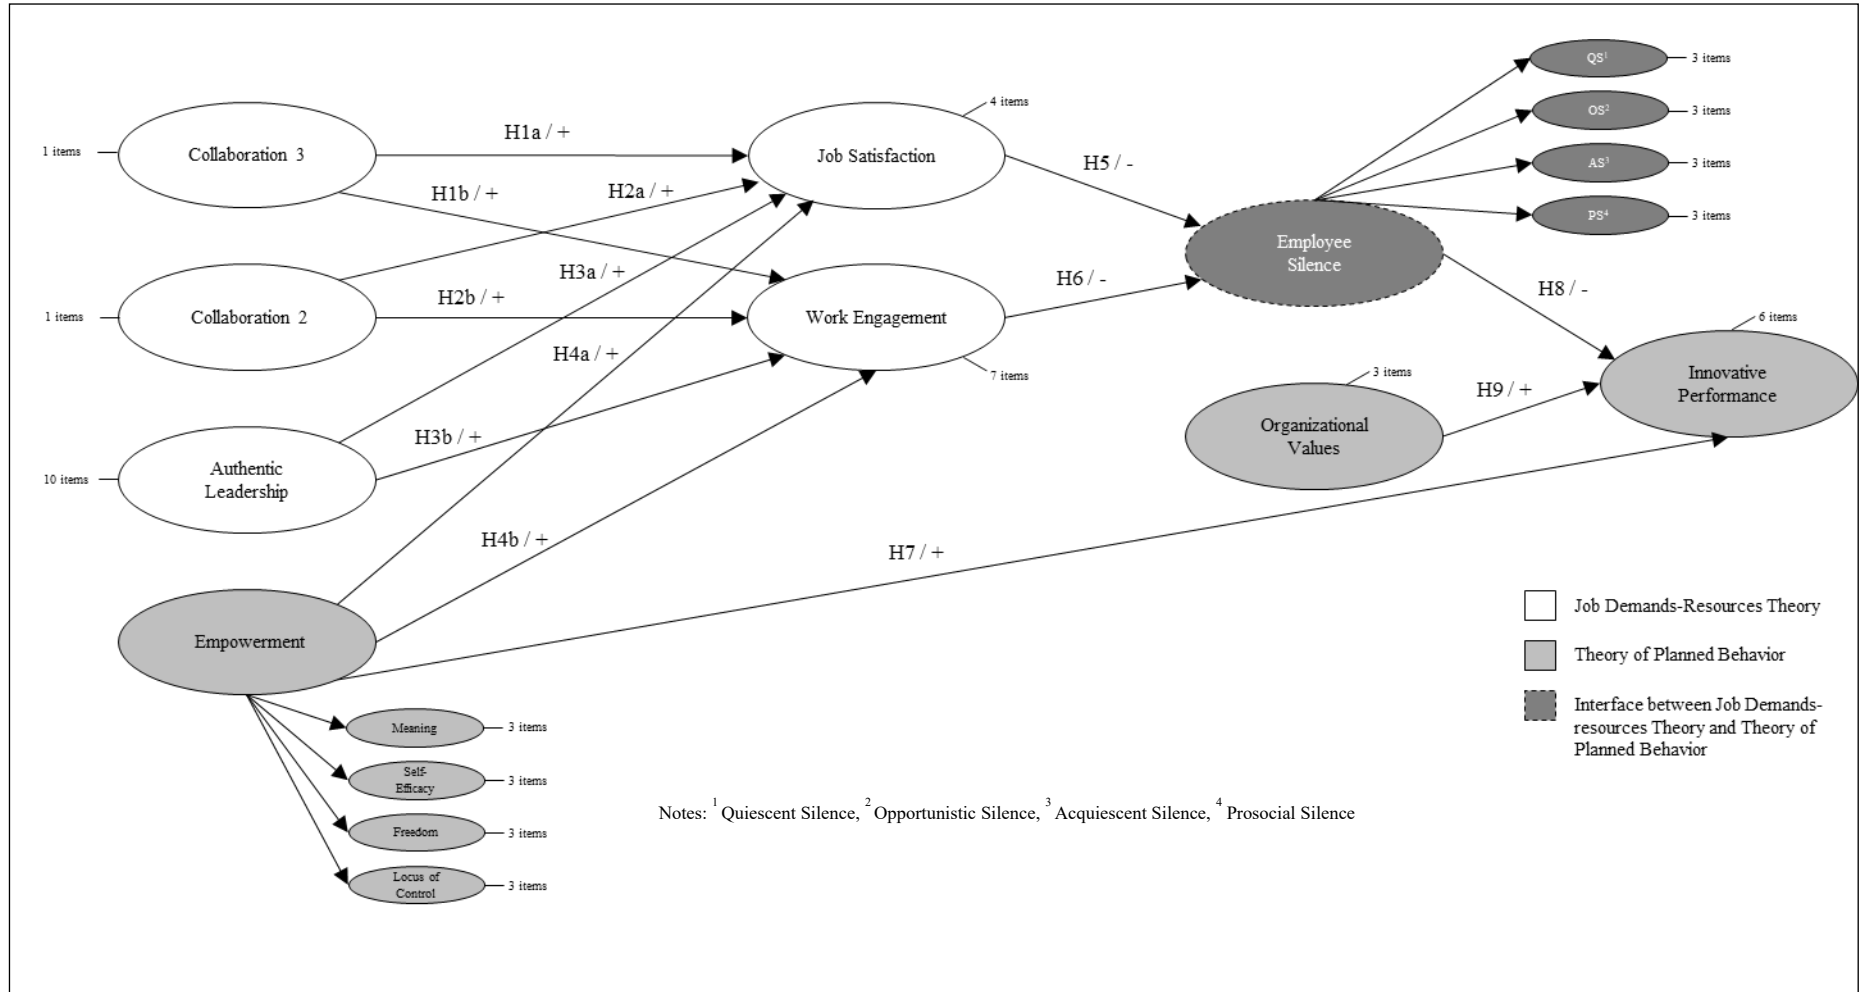 QS¹
3 items
OS²
3 items
AS³
3 items
PS⁴
3 items
4 items
H1a / +
1 items
Collaboration 3
Job Satisfaction
H5 / -
H1b / +
H2a / +
Employee
Silence
H3a / +
H2b / +
H6 / -
H8 / -
1 items
Collaboration 2
Work Engagement
6 items
H4a / +
7 items
3 items
Innovative
Performance
H9 / +
H3b / +
Organizational
Values
10 items
Authentic
Leadership
H4b / +
H7 / +
Empowerment
Job Demands-Resources Theory
Theory of Planned Behavior
Interface between Job Demands-
resources Theory and Theory of
Planned Behavior
Meaning
3 items
Self-
Efficacy
3 items
Freedom
3 items
Locus of
Control
3 items
Notes: ¹ Quiescent Silence, ² Opportunistic Silence, ³ Acquiescent Silence, ⁴ Prosocial Silence